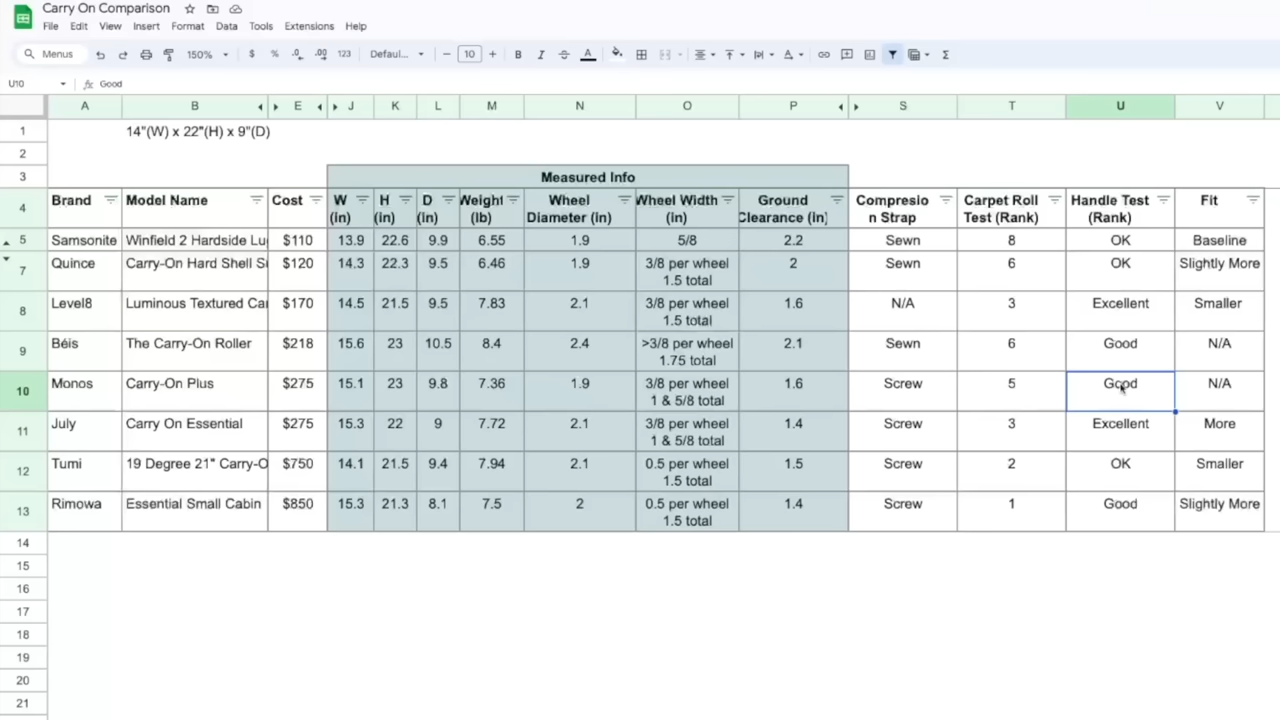 Carry On Comparison
File Edit View Insert Format Data Tools Extensions Help
Menus 150% $ % .0 .00 123 Defaul... − 10 + B I A Σ
U10 fx Good
A B E J K L M N O P S T U V
1 14"(W) x 22"(H) x 9"(D)
2
3 Measured Info
4 Brand Model Name Cost W (in) H (in) D (in) Weight (lb) Wheel Diameter (in) Wheel Width (in) Ground Clearance (in) Compression Strap Carpet Roll Test (Rank) Handle Test (Rank) Fit
5 Samsonite Winfield 2 Hardside Lu $110 13.9 22.6 9.9 6.55 1.9 5/8 2.2 Sewn 8 OK Baseline
7 Quince Carry-On Hard Shell S $120 14.3 22.3 9.5 6.46 1.9 3/8 per wheel 1.5 total 2 Sewn 6 OK Slightly More
8 Level8 Luminous Textured Ca $170 14.5 21.5 9.5 7.83 2.1 3/8 per wheel 1.5 total 1.6 N/A 3 Excellent Smaller
9 Béis The Carry-On Roller $218 15.6 23 10.5 8.4 2.4 >3/8 per wheel 1.75 total 2.1 Sewn 6 Good N/A
10 Monos Carry-On Plus $275 15.1 23 9.8 7.36 1.9 3/8 per wheel 1 & 5/8 total 1.6 Screw 5 Good N/A
11 July Carry On Essential $275 15.3 22 9 7.72 2.1 3/8 per wheel 1 & 5/8 total 1.4 Screw 3 Excellent More
12 Tumi 19 Degree 21" Carry-O $750 14.1 21.5 9.4 7.94 2.1 0.5 per wheel 1.5 total 1.5 Screw 2 OK Smaller
13 Rimowa Essential Small Cabin $850 15.3 21.3 8.1 7.5 2 0.5 per wheel 1.5 total 1.4 Screw 1 Good Slightly More
14
15
16
17
18
19
20
21